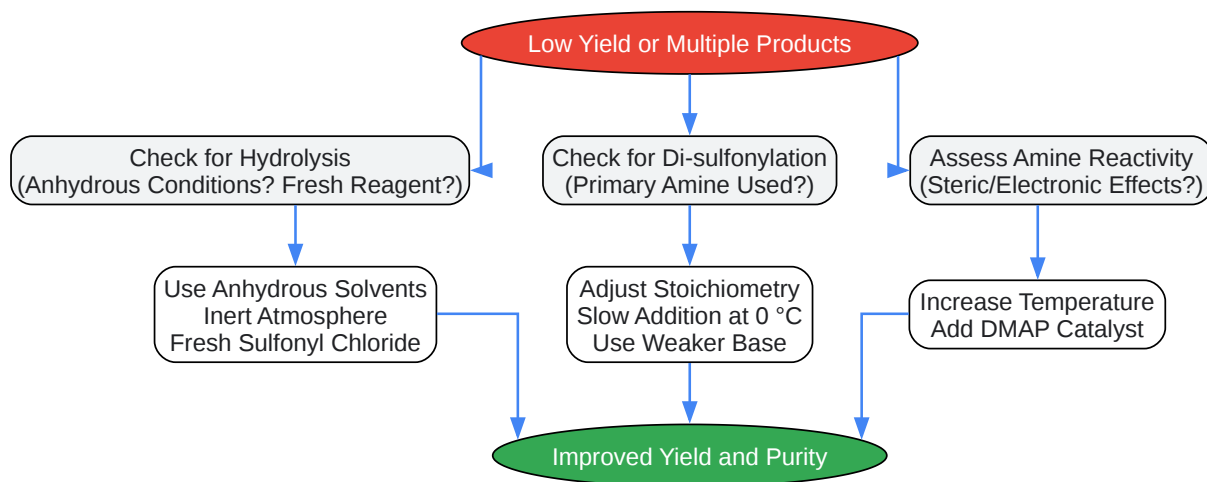 Low Yield or Multiple Products
Check for Hydrolysis
(Anhydrous Conditions? Fresh Reagent?)
Check for Di-sulfonylation
(Primary Amine Used?)
Assess Amine Reactivity
(Steric/Electronic Effects?)
Use Anhydrous Solvents
Inert Atmosphere
Fresh Sulfonyl Chloride
Adjust Stoichiometry
Slow Addition at 0 °C
Use Weaker Base
Increase Temperature
Add DMAP Catalyst
Improved Yield and Purity